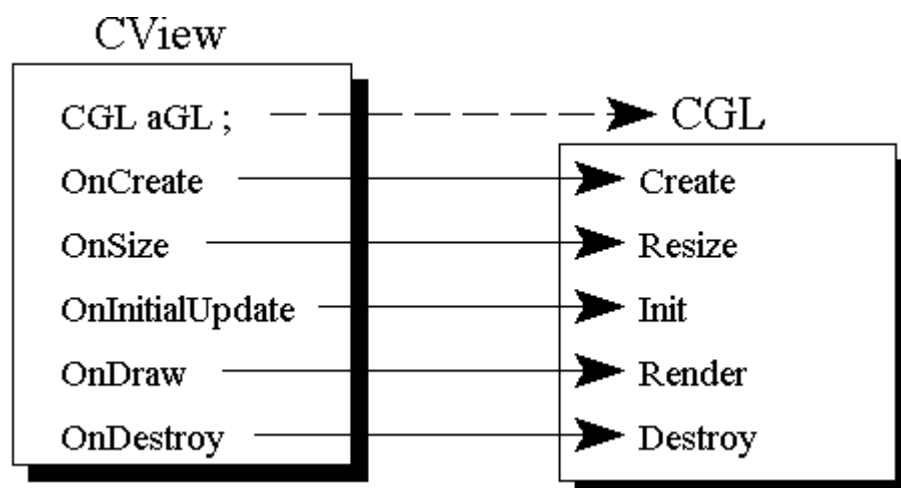 CView
CGL aGL ;
CGL
OnCreate
Create
OnSize
Resize
OnInitialUpdate
Init
OnDraw
Render
OnDestroy
Destroy